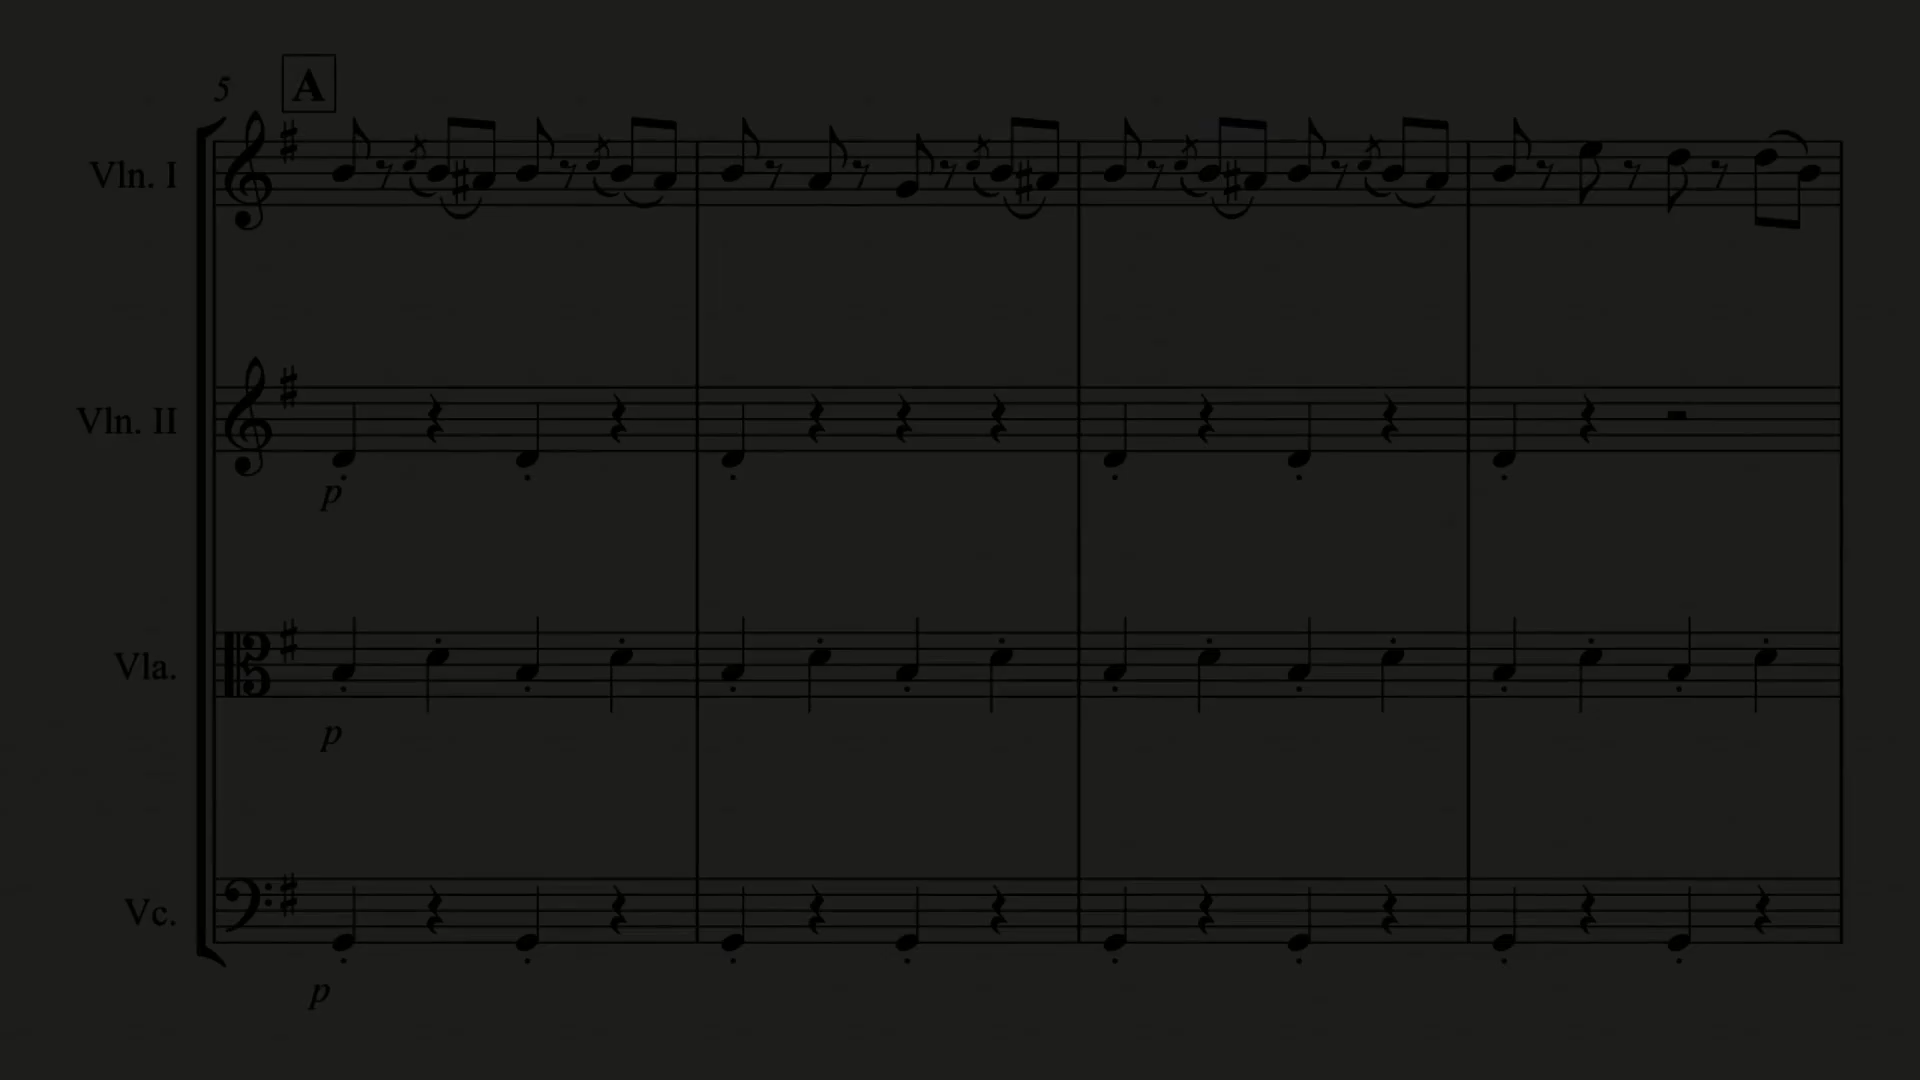 5 A
Vln. I
Vln. II
p
Vla.
p
Vc.
p